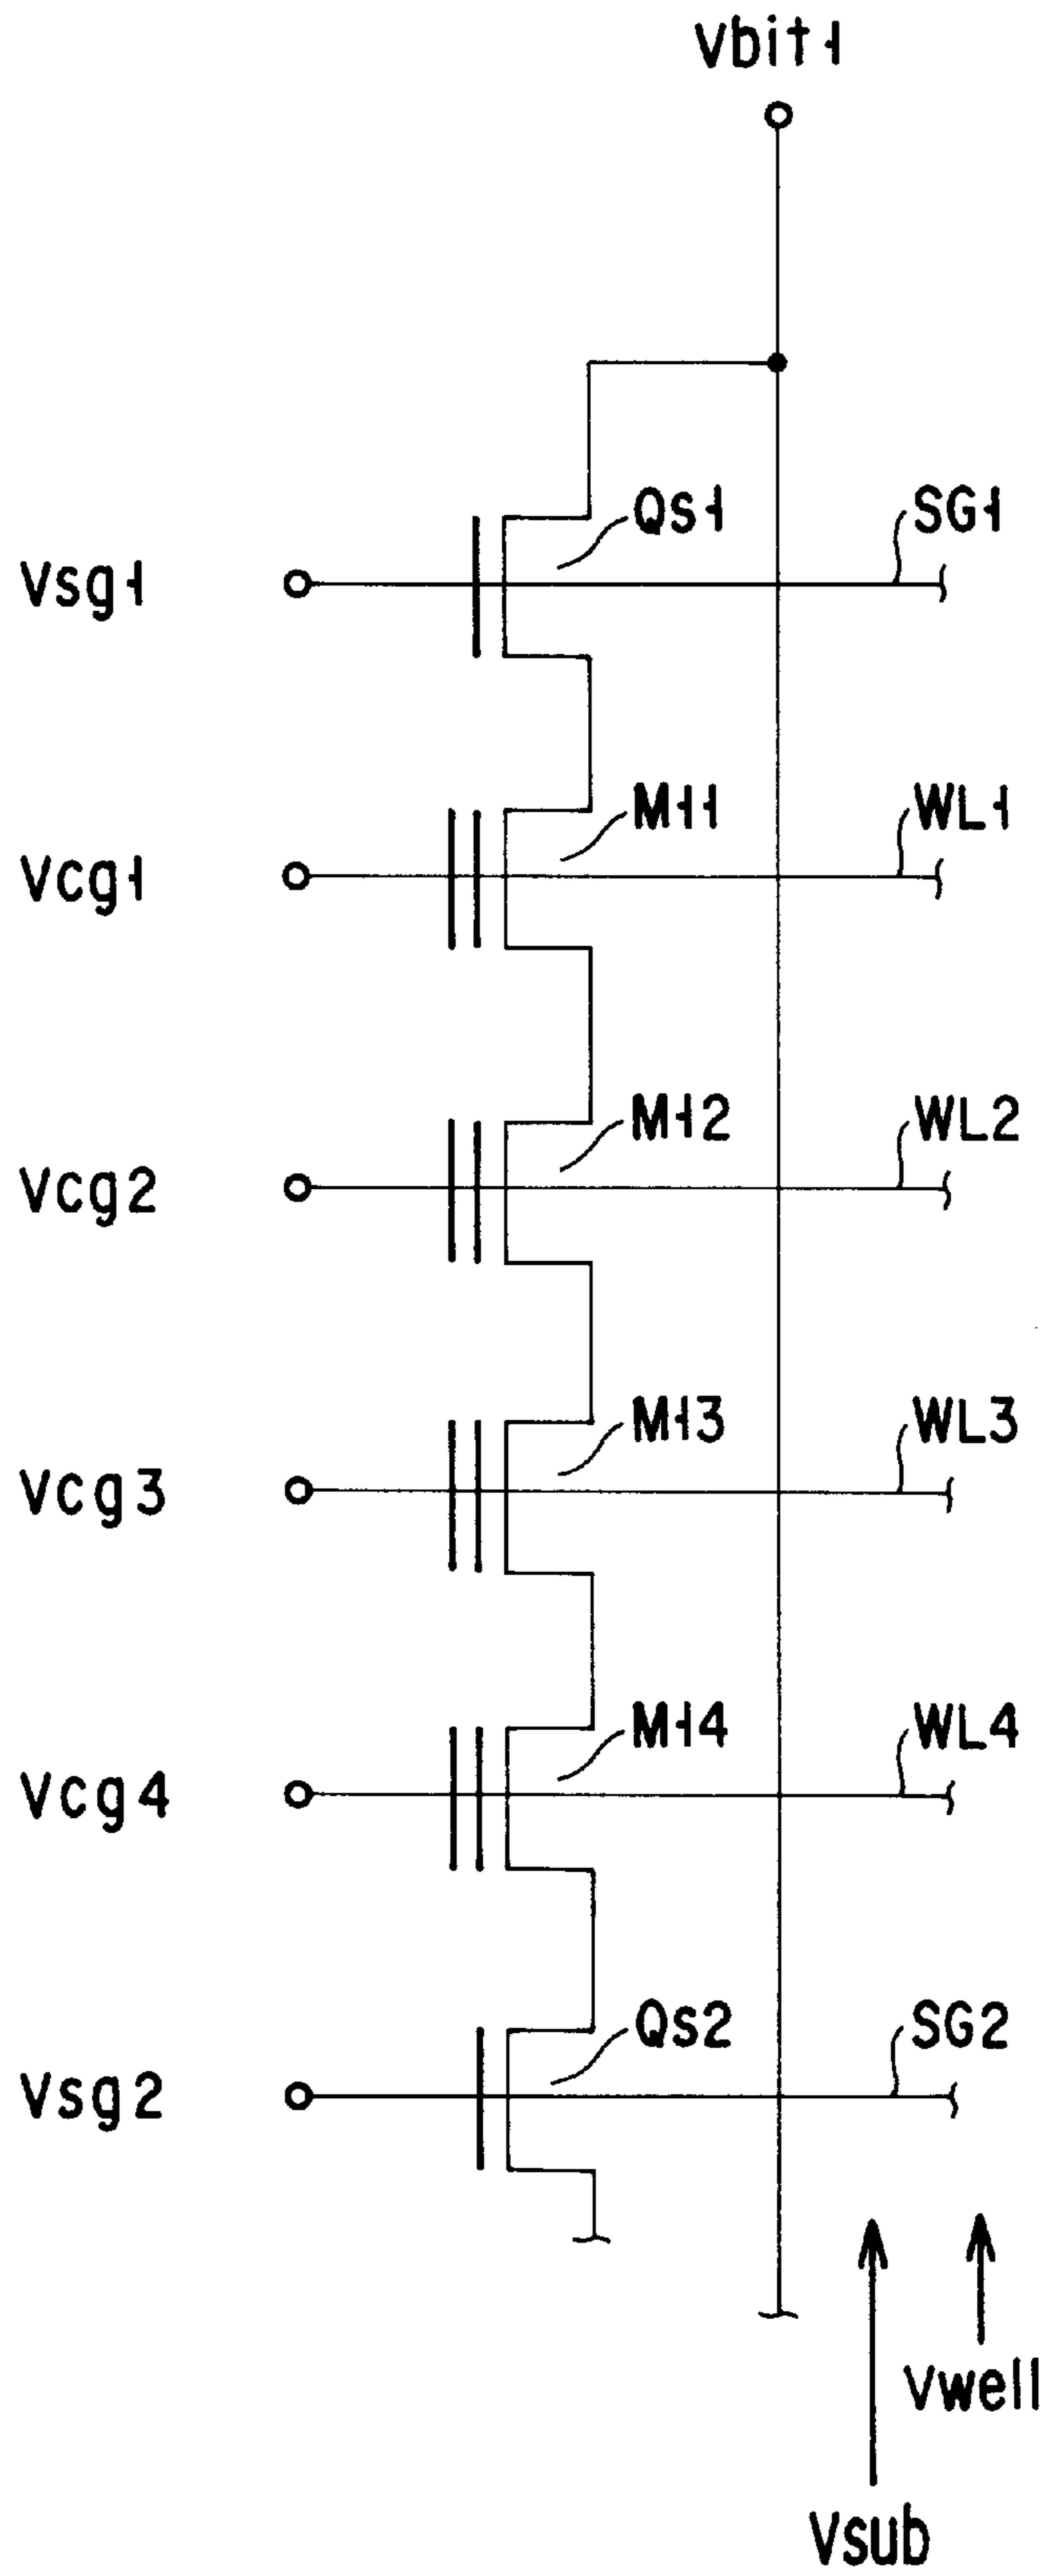 Vbit1
Qs1
SG1
Vsg1
M11
WL1
Vcg1
M12
WL2
Vcg2
M13
WL3
Vcg3
M14
WL4
Vcg4
Qs2
SG2
Vsg2
Vwell
Vsub